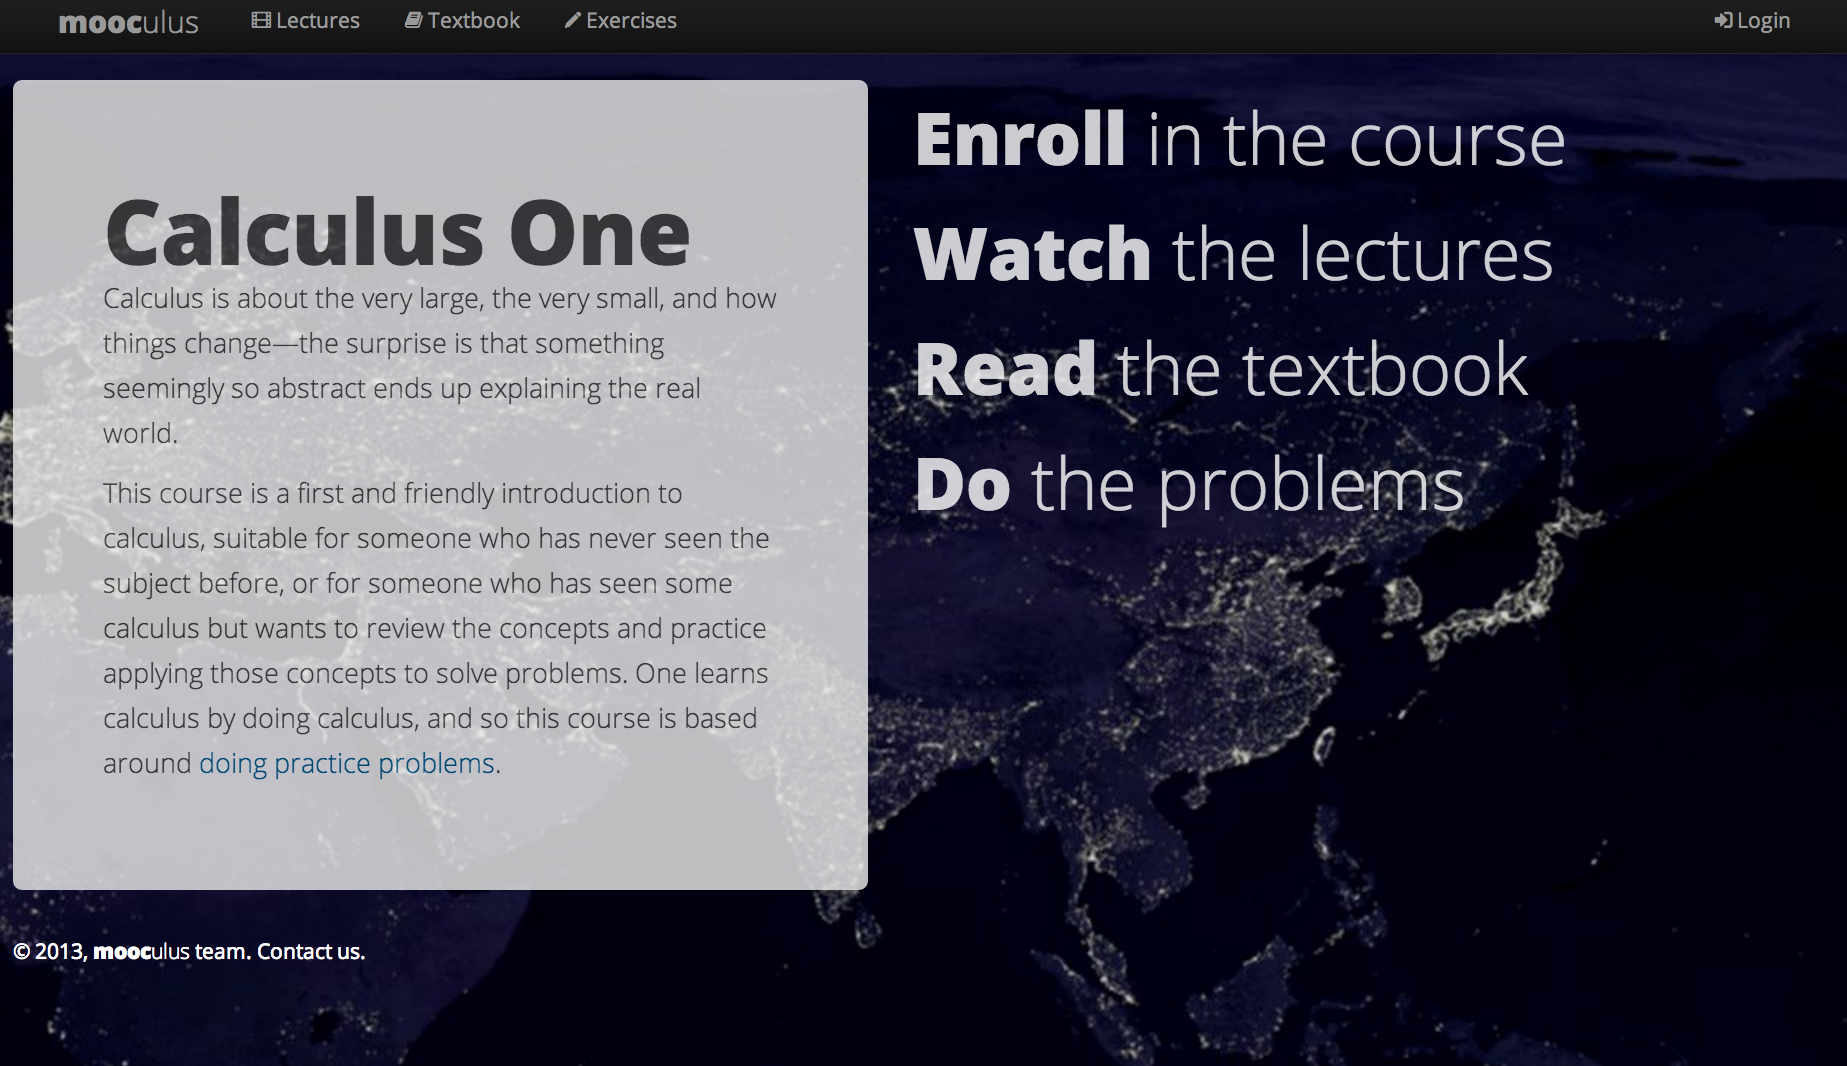 mooculus Lectures Textbook Exercises Login
Calculus One
Calculus is about the very large, the very small, and how
things change—the surprise is that something
seemingly so abstract ends up explaining the real
world.
This course is a first and friendly introduction to
calculus, suitable for someone who has never seen the
subject before, or for someone who has seen some
calculus but wants to review the concepts and practice
applying those concepts to solve problems. One learns
calculus by doing calculus, and so this course is based
around doing practice problems.
Enroll in the course
Watch the lectures
Read the textbook
Do the problems
© 2013, mooculus team. Contact us.